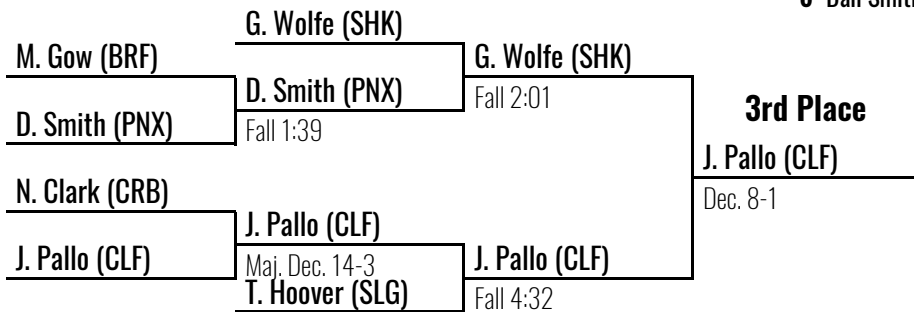 G. Wolfe (SHK)
M. Gow (BRF)
G. Wolfe (SHK)
D. Smith (PNX)
Fall 2:01
D. Smith (PNX)
Fall 1:39
3rd Place
J. Pallo (CLF)
Dec. 8-1
N. Clark (CRB)
J. Pallo (CLF)
J. Pallo (CLF)
Maj. Dec. 14-3
J. Pallo (CLF)
T. Hoover (SLG)
Fall 4:32